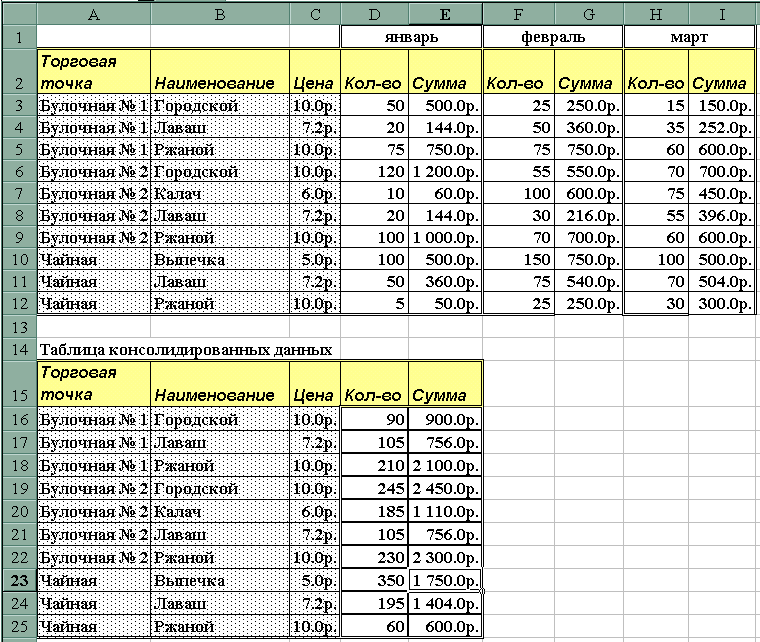 A B C D E F G H I
1 январь февраль март
2 Торговая точка Наименование Цена Кол-во Сумма Кол-во Сумма Кол-во Сумма
3 Булочная № 1 Городской 10.0р. 50 500.0р. 25 250.0р. 15 150.0р.
4 Булочная № 1 Лаваш 7.2р. 20 144.0р. 50 360.0р. 35 252.0р.
5 Булочная № 1 Ржаной 10.0р. 75 750.0р. 75 750.0р. 60 600.0р.
6 Булочная № 2 Городской 10.0р. 120 1 200.0р. 55 550.0р. 70 700.0р.
7 Булочная № 2 Калач 6.0р. 10 60.0р. 100 600.0р. 75 450.0р.
8 Булочная № 2 Лаваш 7.2р. 20 144.0р. 30 216.0р. 55 396.0р.
9 Булочная № 2 Ржаной 10.0р. 100 1 000.0р. 70 700.0р. 60 600.0р.
10 Чайная Выпечка 5.0р. 100 500.0р. 150 750.0р. 100 500.0р.
11 Чайная Лаваш 7.2р. 50 360.0р. 75 540.0р. 70 504.0р.
12 Чайная Ржаной 10.0р. 5 50.0р. 25 250.0р. 30 300.0р.
13
14 Таблица консолидированных данных
15 Торговая точка Наименование Цена Кол-во Сумма
16 Булочная № 1 Городской 10.0р. 90 900.0р.
17 Булочная № 1 Лаваш 7.2р. 105 756.0р.
18 Булочная № 1 Ржаной 10.0р. 210 2 100.0р.
19 Булочная № 2 Городской 10.0р. 245 2 450.0р.
20 Булочная № 2 Калач 6.0р. 185 1 110.0р.
21 Булочная № 2 Лаваш 7.2р. 105 756.0р.
22 Булочная № 2 Ржаной 10.0р. 230 2 300.0р.
23 Чайная Выпечка 5.0р. 350 1 750.0р.
24 Чайная Лаваш 7.2р. 195 1 404.0р.
25 Чайная Ржаной 10.0р. 60 600.0р.